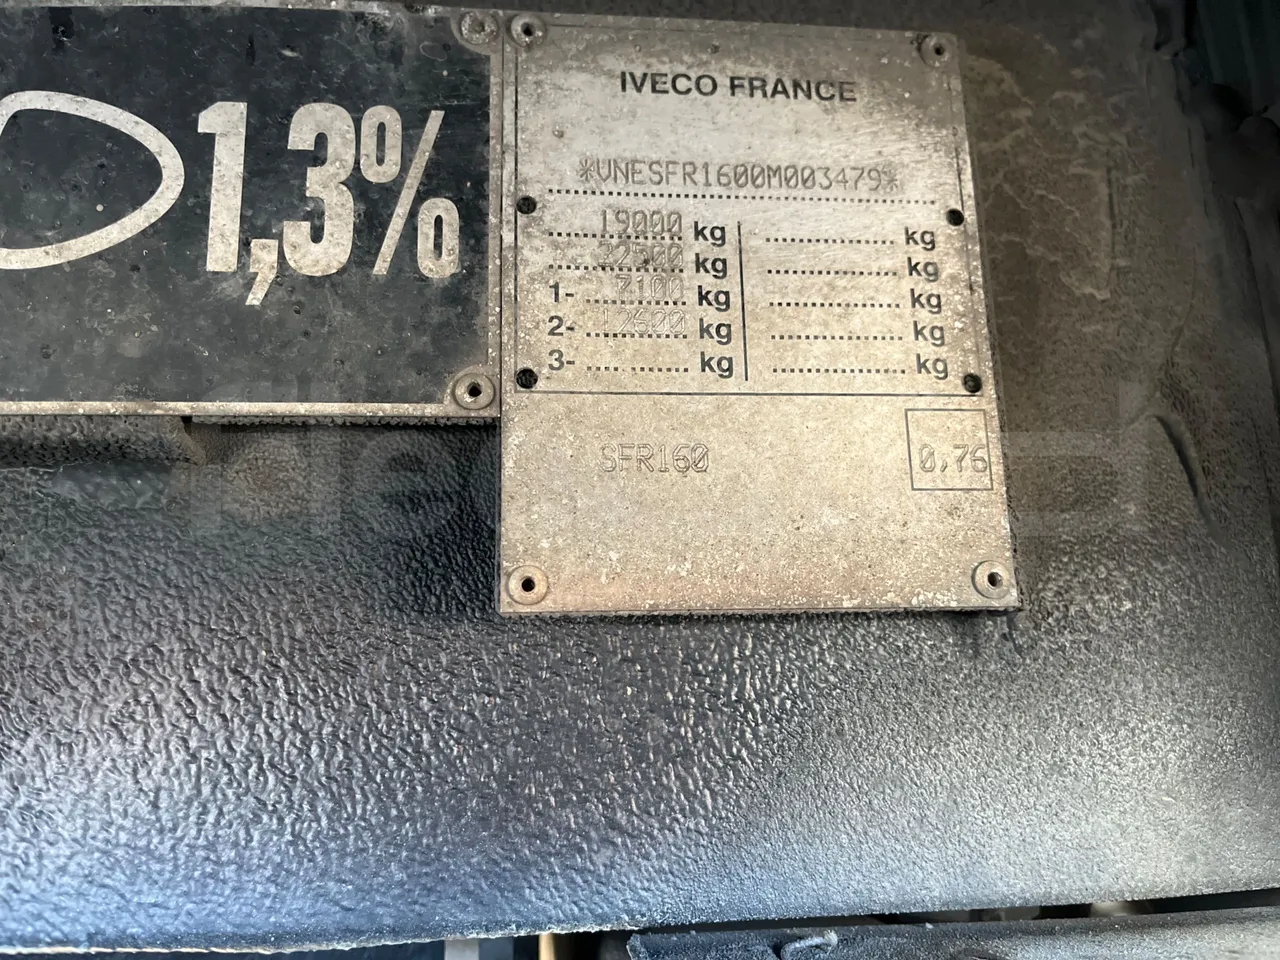 1,3%
IVECO FRANCE
*VNESFR1600M003479*
19000 kg kg
22500 kg kg
1- 7100 kg kg
2- 12600 kg kg
3- kg kg
SFR160 0,76